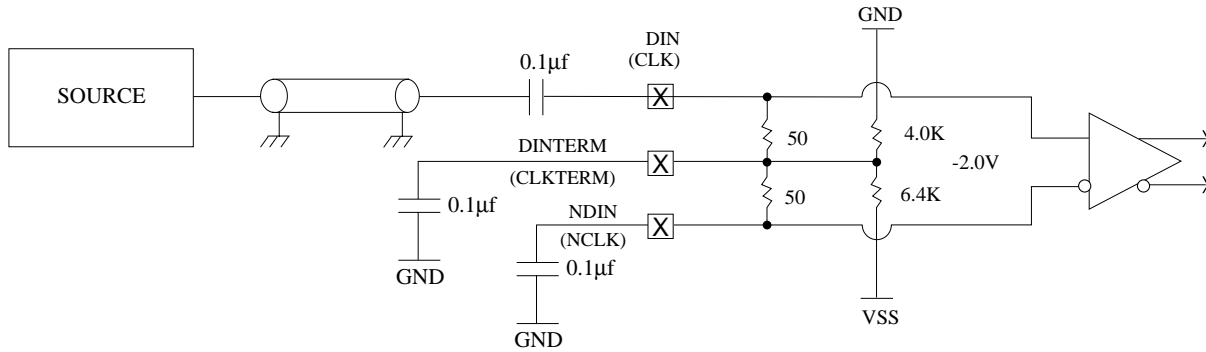 GND
DIN
(CLK)
0.1µf
SOURCE
X
50
4.0K
DINTERM
X
-2.0V
(CLKTERM)
0.1µf
NDIN
50
6.4K
(NCLK)
X
GND
0.1µf
VSS
GND